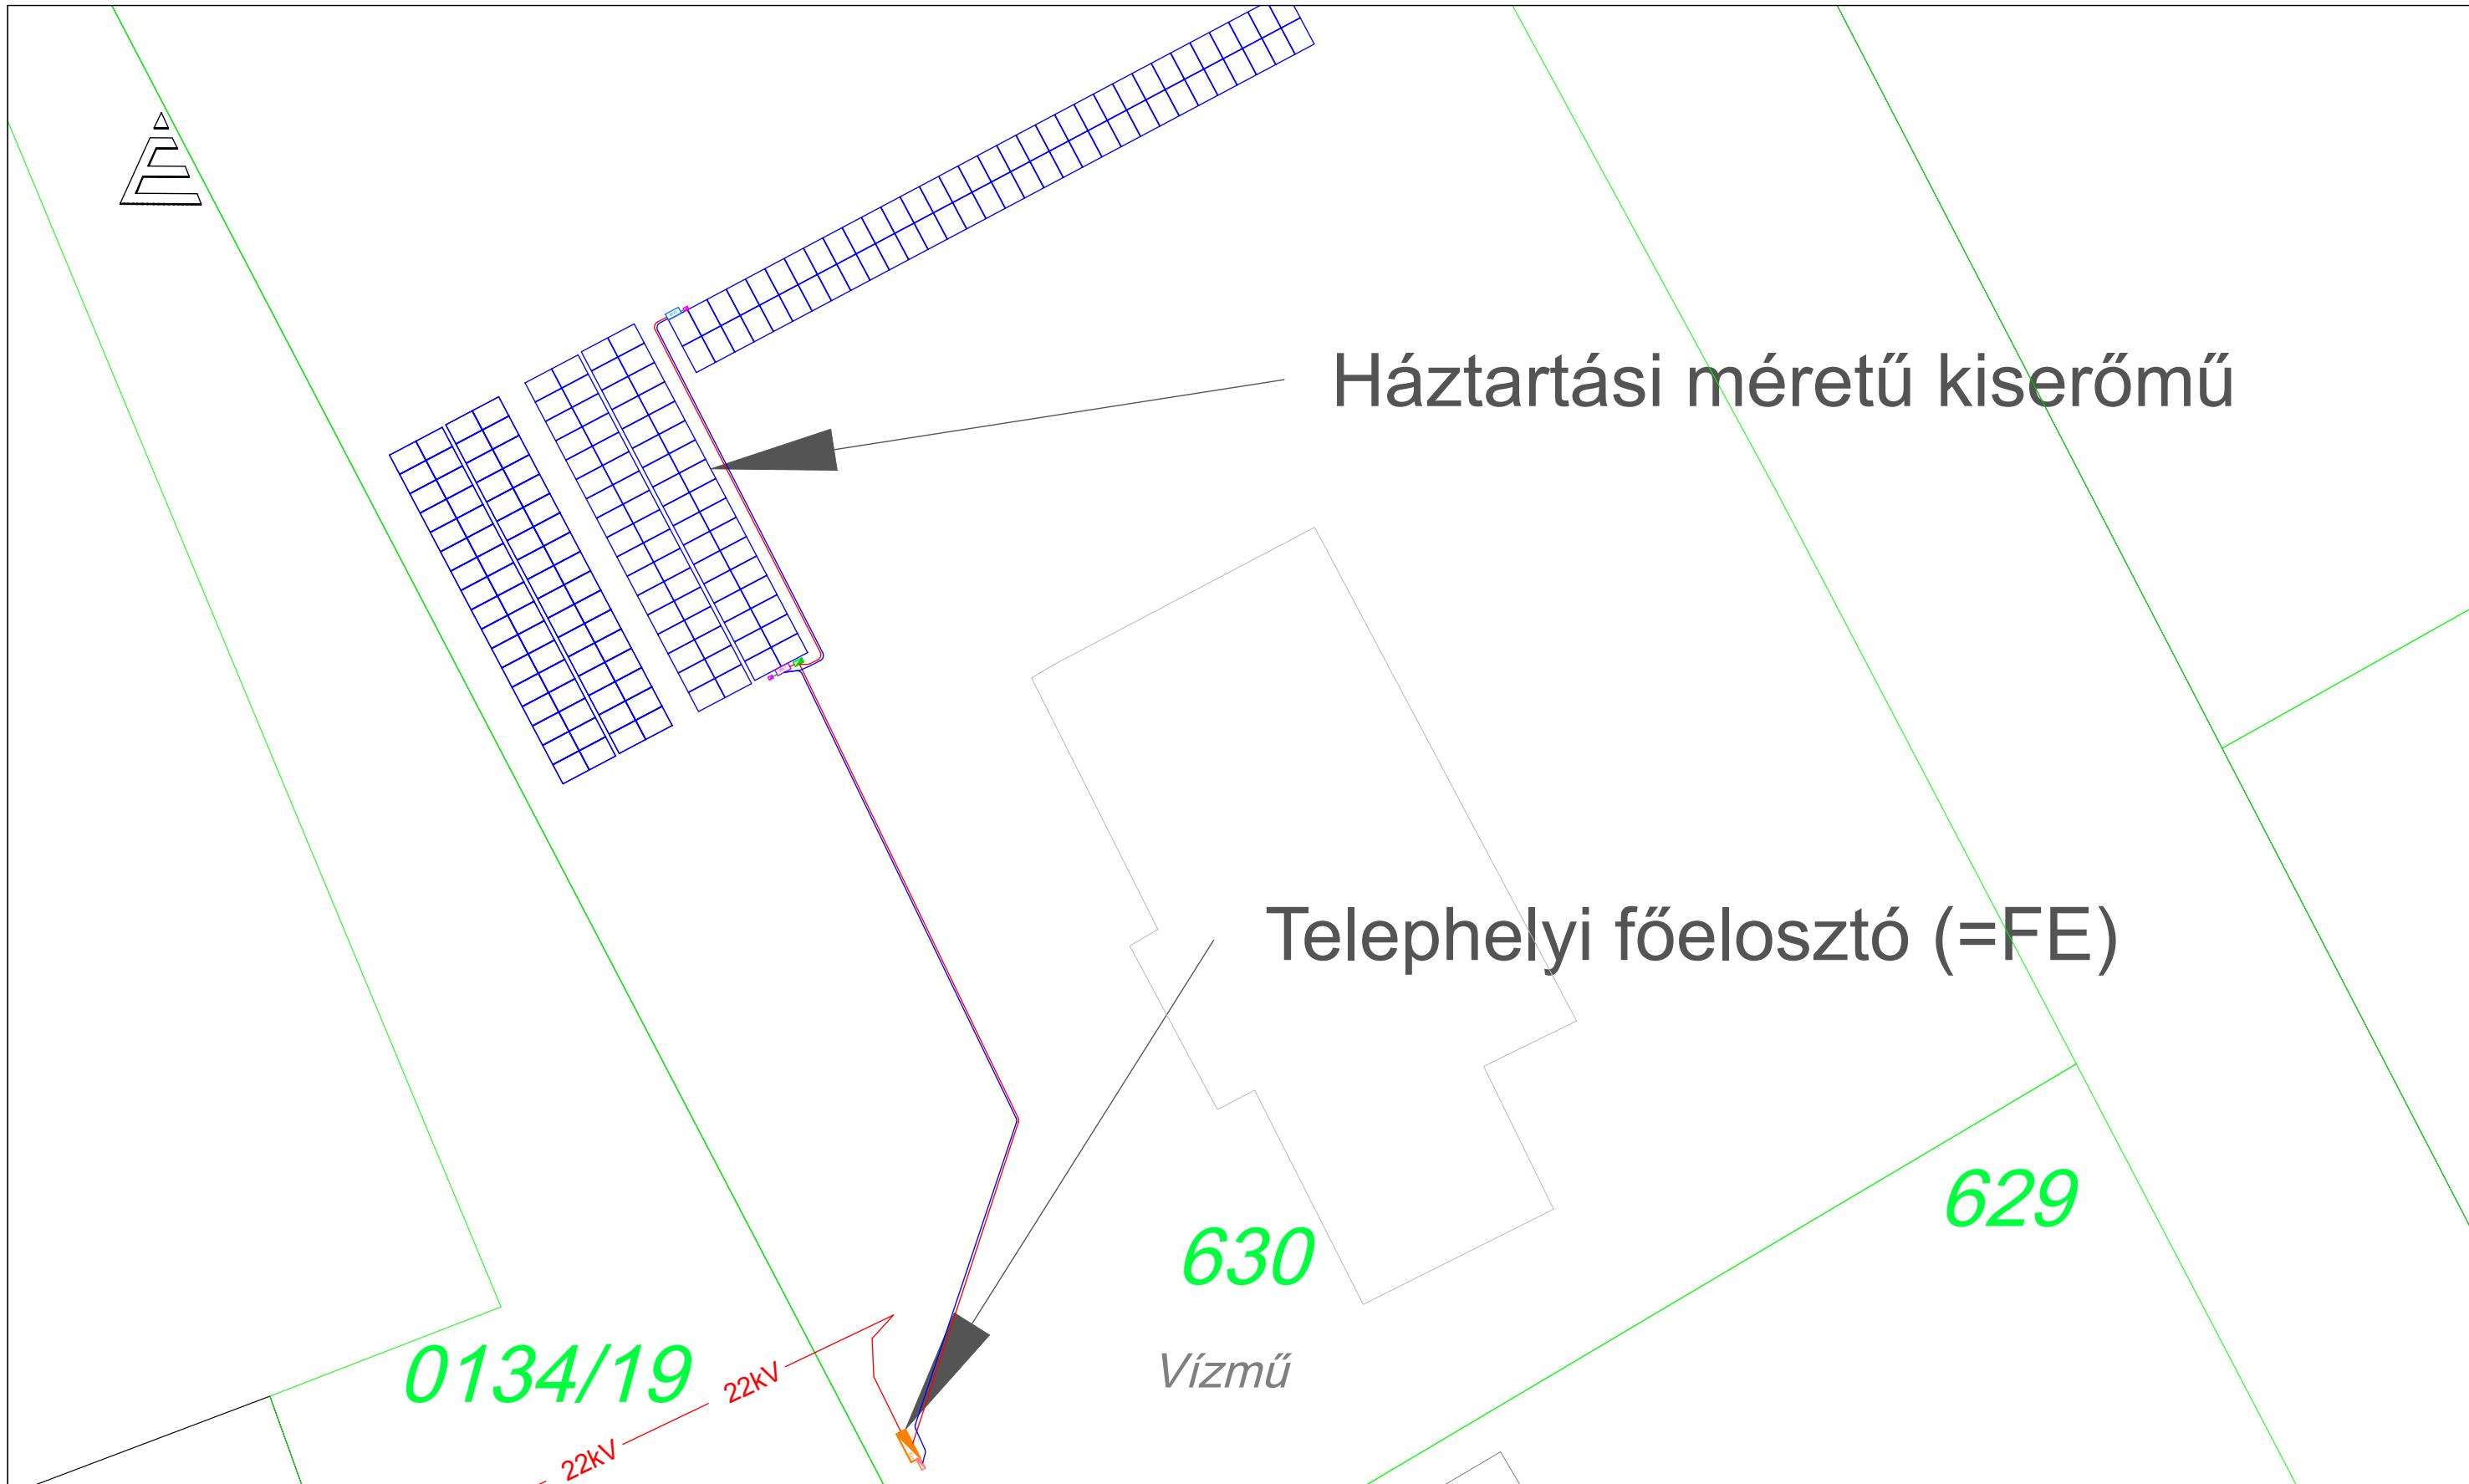 Háztartási méretű kiserőmű
Telephelyi főelosztó (=FE)
629
630
0134/19
Vízmű
22kV
22kV